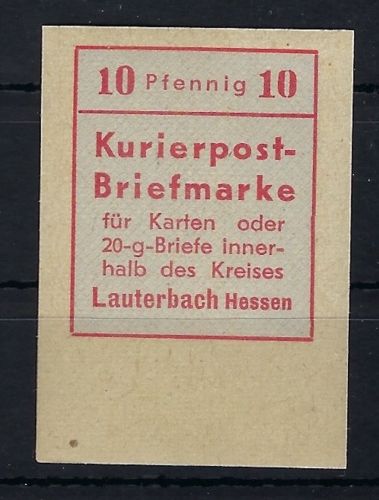 10 Pfennig 10
Kurierpost-
Briefmarke
für Karten oder
20-g-Briefe inner-
halb des Kreises
Lauterbach Hessen